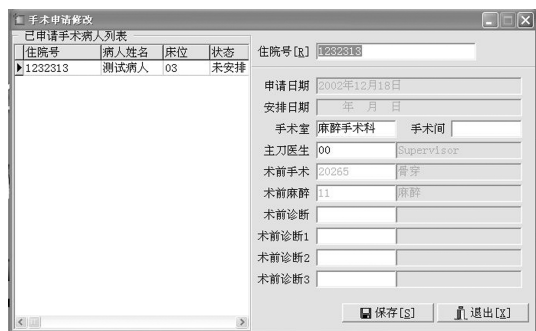 手术申请修改
已申请手术病人列表
住院号 病人姓名 床位 状态
1232313 测试病人 03 未安排
住院号[R] 1232313
申请日期 2002年12月18日
安排日期 年 月 日
手术室 麻醉手术科 手术间
主刀医生 00 Supervisor
术前手术 20265 骨穿
术前麻醉 11 麻醉
术前诊断
术前诊断1
术前诊断2
术前诊断3
保存[S] 退出[X]